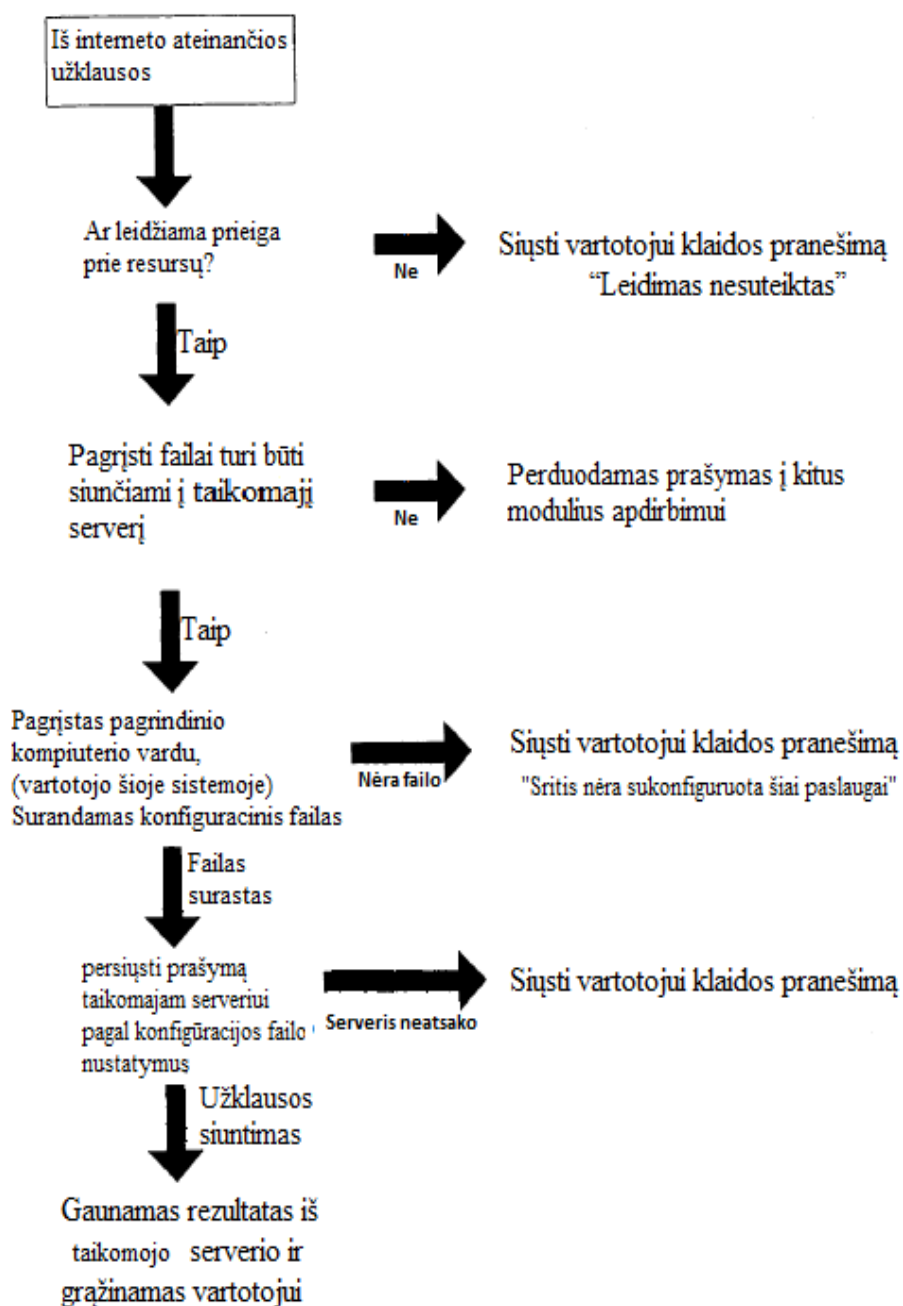 Iš interneto ateinančios
užklausos
Ar leidžiama prieiga
prie resursų?
Ne
Siųsti vartotojui klaidos pranešimą
“Leidimas nesuteiktas”
Taip
Pagrįsti failai turi būti
siunčiami į taikomajį
serverį
Ne
Perduodamas prašymas į kitus
modulius apdirbimui
Taip
Pagrįstas pagrindinio
kompiuterio vardu,
(vartotojo šioje sistemoje)
Surandamas konfiguracinis failas
Nėra failo
Siųsti vartotojui klaidos pranešimą
"Sritis nėra sukonfiguruota šiai paslaugai"
Failas
surastas
persiųsti prašymą
taikomajam serveriui
pagal konfigūracijos failo
nustatymus
Serveris neatsako
Siųsti vartotojui klaidos pranešimą
Užklausos
siuntimas
Gaunamas rezultatas iš
taikomojo serverio ir
grąžinamas vartotojui